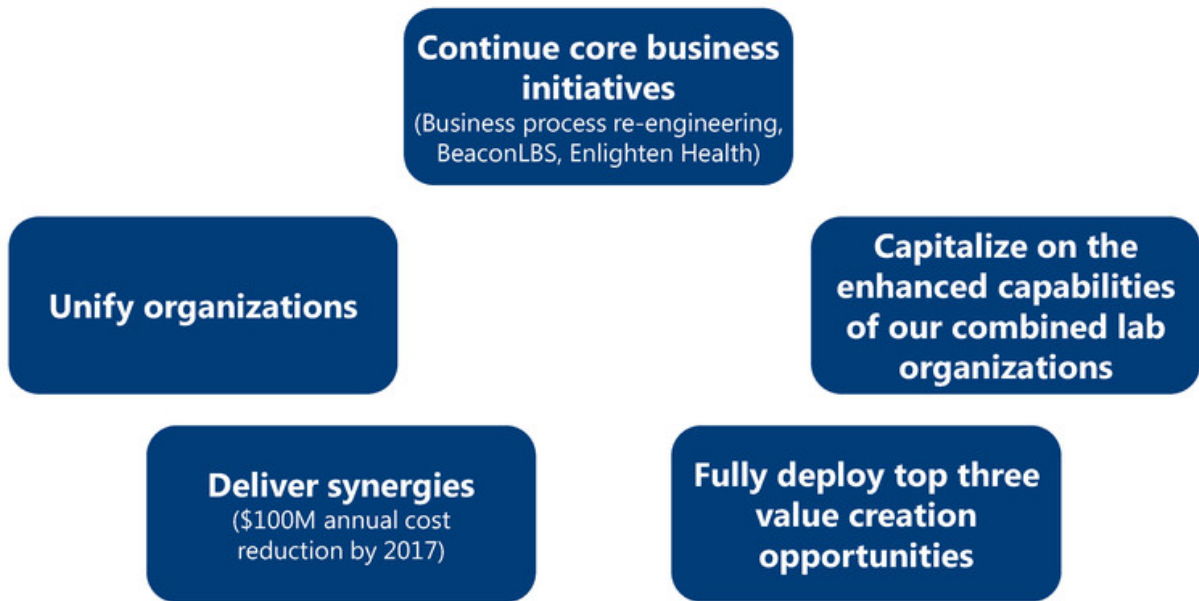 Continue core business
initiatives
(Business process re-engineering,
BeaconLBS, Enlighten Health)
Unify organizations
Capitalize on the
enhanced capabilities
of our combined lab
organizations
Deliver synergies
($100M annual cost
reduction by 2017)
Fully deploy top three
value creation
opportunities